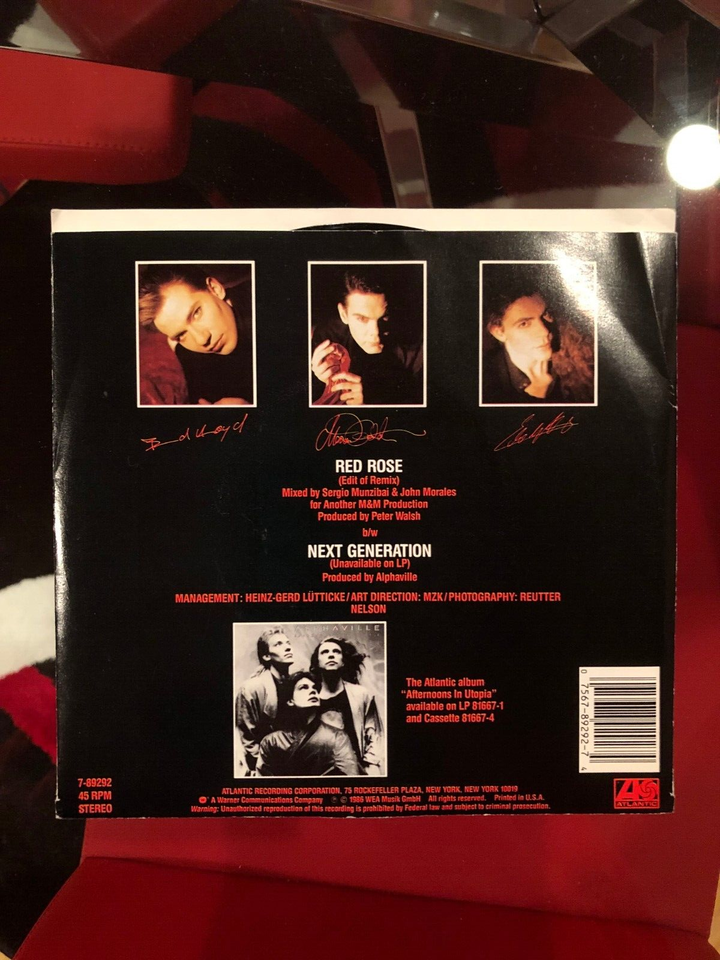 RED ROSE
(Edit of Remix)
Mixed by Sergio Munzibai & John Morales
for Another M&M Production
Produced by Peter Walsh
b/w
NEXT GENERATION
(Unavailable on LP)
Produced by Alphaville
MANAGEMENT: HEINZ-GERD LÜTTICKE/ART DIRECTION: MZK/PHOTOGRAPHY: REUTTER
NELSON
The Atlantic album
"Afternoons In Utopia"
available on LP 81667-1
and Cassette 81667-4
0 7567-89292-7 4
7-89292
45 RPM
STEREO
ATLANTIC RECORDING CORPORATION, 75 ROCKEFELLER PLAZA, NEW YORK, NEW YORK 10019
A Warner Communications Company ℗ © 1986 WEA Musik GmbH All rights reserved. Printed in U.S.A.
Warning: Unauthorized reproduction of this recording is prohibited by Federal law and subject to criminal prosecution.
ATLANTIC